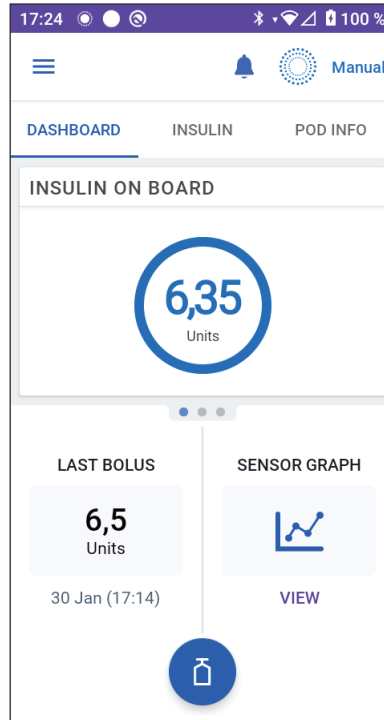 17:24 100 %
Manual
DASHBOARD INSULIN POD INFO
INSULIN ON BOARD
6,35
Units
LAST BOLUS SENSOR GRAPH
6,5
Units
30 Jan (17:14) VIEW